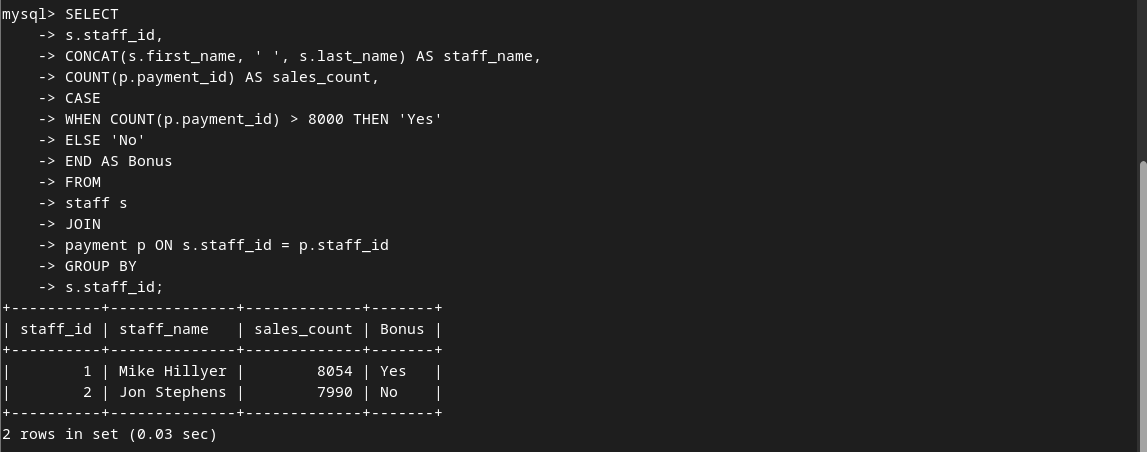 mysql> SELECT
    -> s.staff_id,
    -> CONCAT(s.first_name, ' ', s.last_name) AS staff_name,
    -> COUNT(p.payment_id) AS sales_count,
    -> CASE
    -> WHEN COUNT(p.payment_id) > 8000 THEN 'Yes'
    -> ELSE 'No'
    -> END AS Bonus
    -> FROM
    -> staff s
    -> JOIN
    -> payment p ON s.staff_id = p.staff_id
    -> GROUP BY
    -> s.staff_id;
+----------+--------------+-------------+-------+
| staff_id | staff_name   | sales_count | Bonus |
+----------+--------------+-------------+-------+
|        1 | Mike Hillyer |        8054 | Yes   |
|        2 | Jon Stephens |        7990 | No    |
+----------+--------------+-------------+-------+
2 rows in set (0.03 sec)